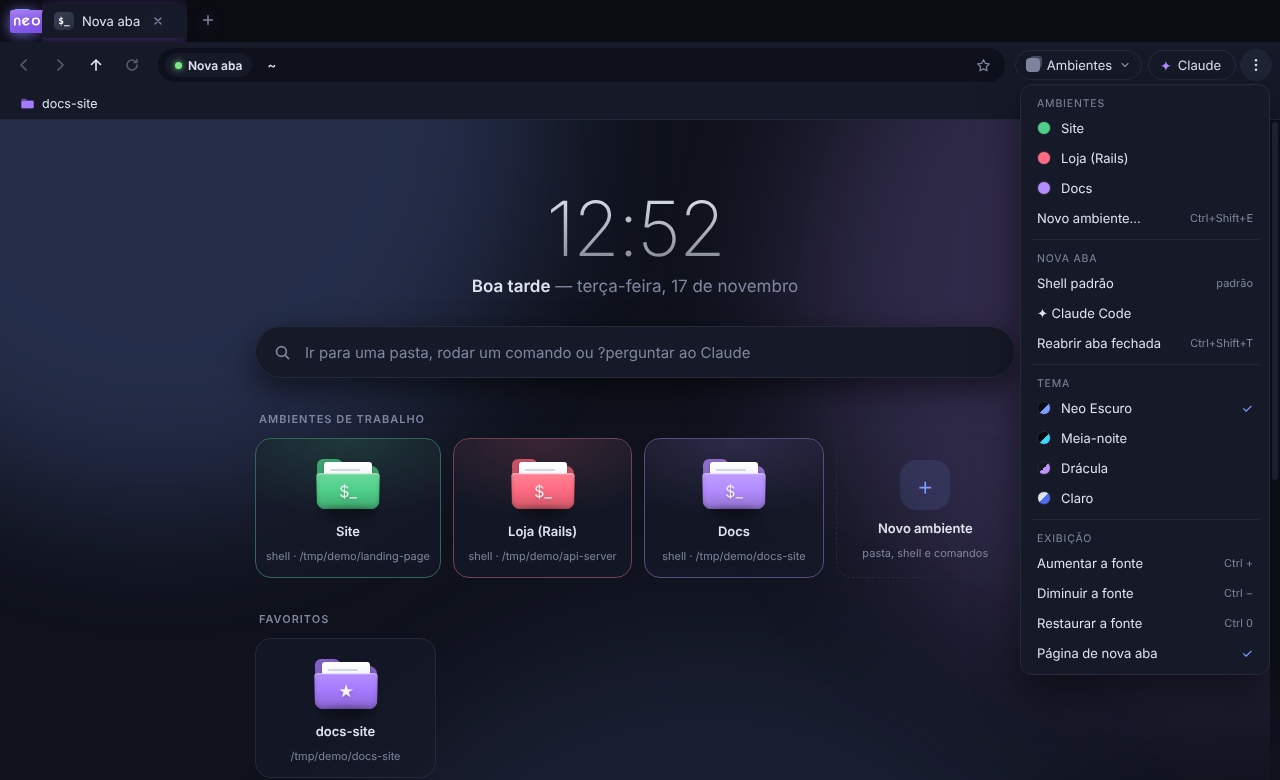 neo
$_ Nova aba
Nova aba ~
Ambientes
Claude
docs-site
AMBIENTES
Site
Loja (Rails)
Docs
Novo ambiente... Ctrl+Shift+E
NOVA ABA
Shell padrão padrão
✦ Claude Code
Reabrir aba fechada Ctrl+Shift+T
TEMA
Neo Escuro
Meia-noite
Drácula
Claro
EXIBIÇÃO
Aumentar a fonte Ctrl +
Diminuir a fonte Ctrl −
Restaurar a fonte Ctrl 0
Página de nova aba
12:52
Boa tarde — terça-feira, 17 de novembro
Ir para uma pasta, rodar um comando ou ?perguntar ao Claude
AMBIENTES DE TRABALHO
$_
Site
shell · /tmp/demo/landing-page
$_
Loja (Rails)
shell · /tmp/demo/api-server
$_
Docs
shell · /tmp/demo/docs-site
+
Novo ambiente
pasta, shell e comandos
FAVORITOS
docs-site
/tmp/demo/docs-site